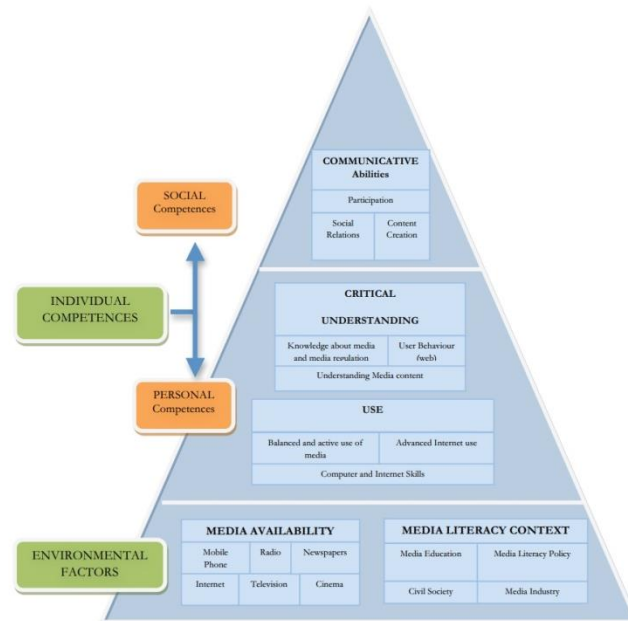 COMMUNICATIVE
Abilities
Participation
Social
Relations
Content
Creation
SOCIAL
Competences
INDIVIDUAL
COMPETENCES
PERSONAL
Competences
CRITICAL
UNDERSTANDING
Knowledge about media
and media regulation
User Behaviour
(web)
Understanding Media content
USE
Balanced and active use of
media
Advanced Internet use
Computer and Internet Skills
ENVIRONMENTAL
FACTORS
MEDIA AVAILABILITY
Mobile
Phone
Radio
Newspapers
Internet
Television
Cinema
MEDIA LITERACY CONTEXT
Media Education
Media Literacy Policy
Civil Society
Media Industry